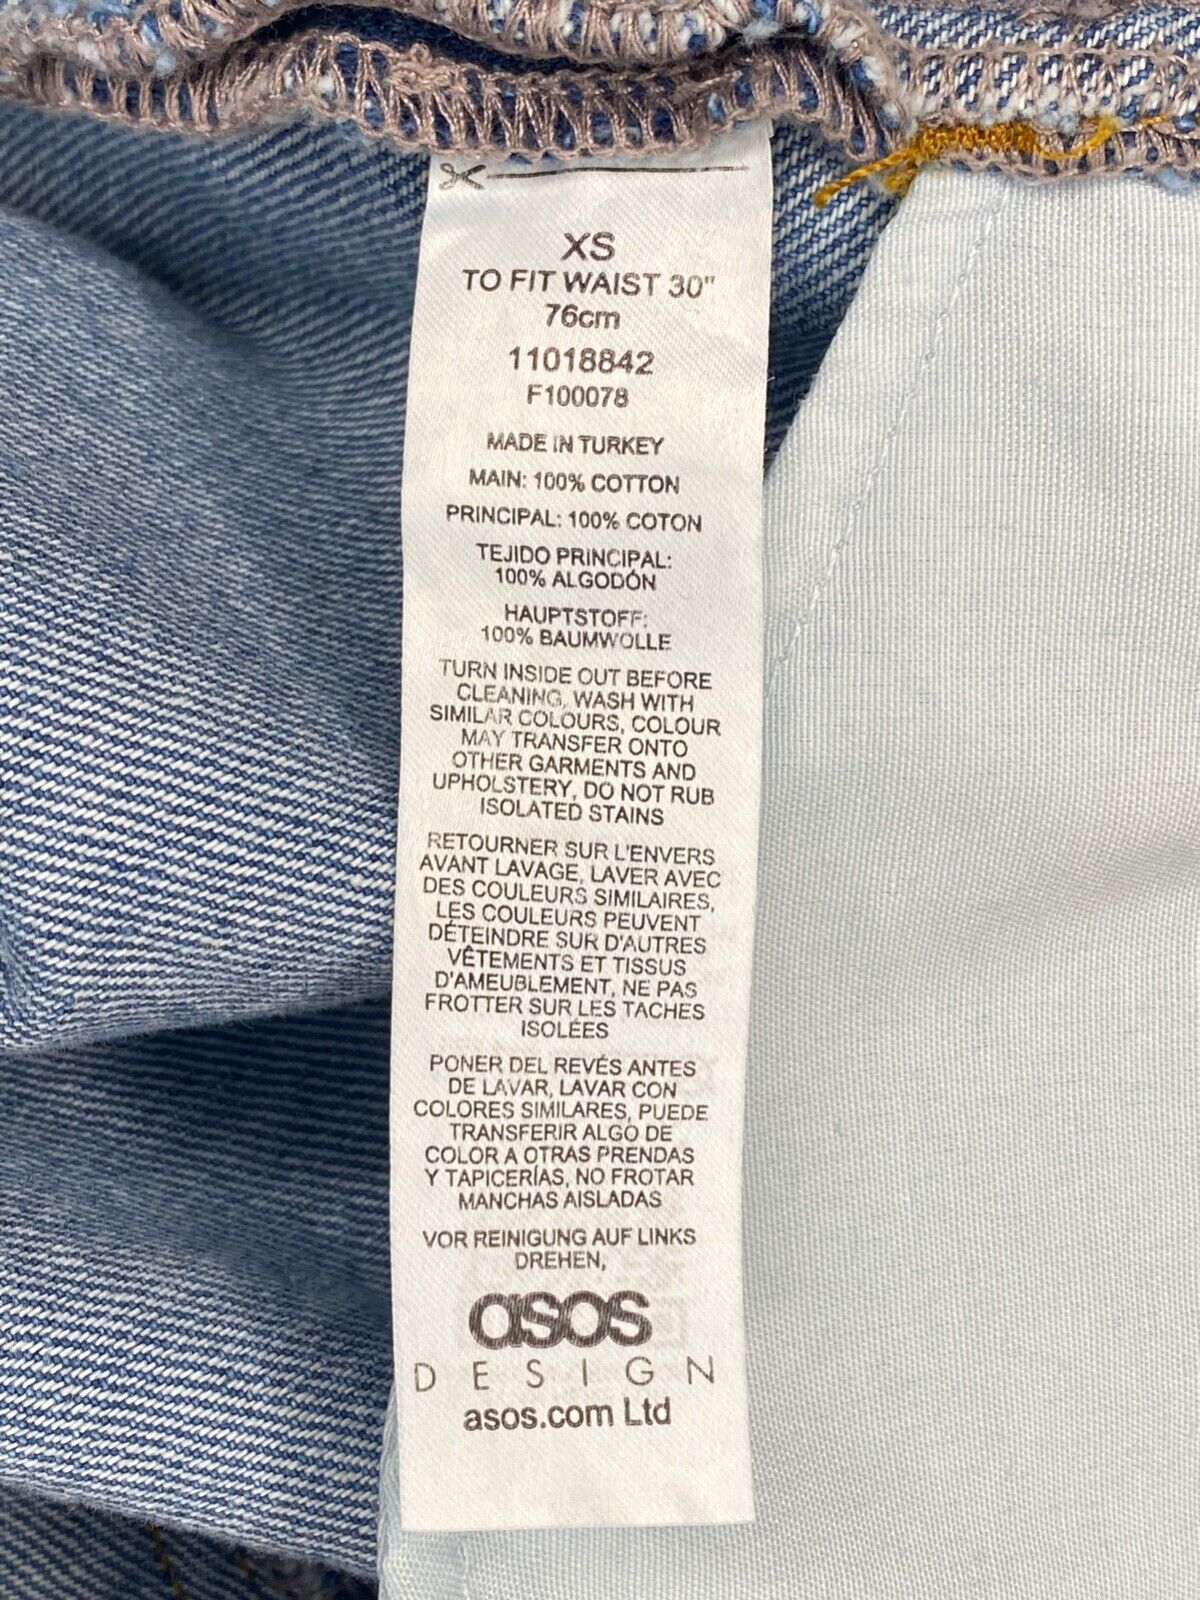 XS
TO FIT WAIST 30"
76cm
11018842
F100078
MADE IN TURKEY
MAIN: 100% COTTON
PRINCIPAL: 100% COTON
TEJIDO PRINCIPAL:
100% ALGODÓN
HAUPTSTOFF:
100% BAUMWOLLE
TURN INSIDE OUT BEFORE
CLEANING, WASH WITH
SIMILAR COLOURS, COLOUR
MAY TRANSFER ONTO
OTHER GARMENTS AND
UPHOLSTERY, DO NOT RUB
ISOLATED STAINS
RETOURNER SUR L'ENVERS
AVANT LAVAGE, LAVER AVEC
DES COULEURS SIMILAIRES,
LES COULEURS PEUVENT
DÉTEINDRE SUR D'AUTRES
VÊTEMENTS ET TISSUS
D'AMEUBLEMENT, NE PAS
FROTTER SUR LES TACHES
ISOLÉES
PONER DEL REVÉS ANTES
DE LAVAR, LAVAR CON
COLORES SIMILARES, PUEDE
TRANSFERIR ALGO DE
COLOR A OTRAS PRENDAS
Y TAPICERÍAS, NO FROTAR
MANCHAS AISLADAS
VOR REINIGUNG AUF LINKS
DREHEN,
asos
DESIGN
asos.com Ltd